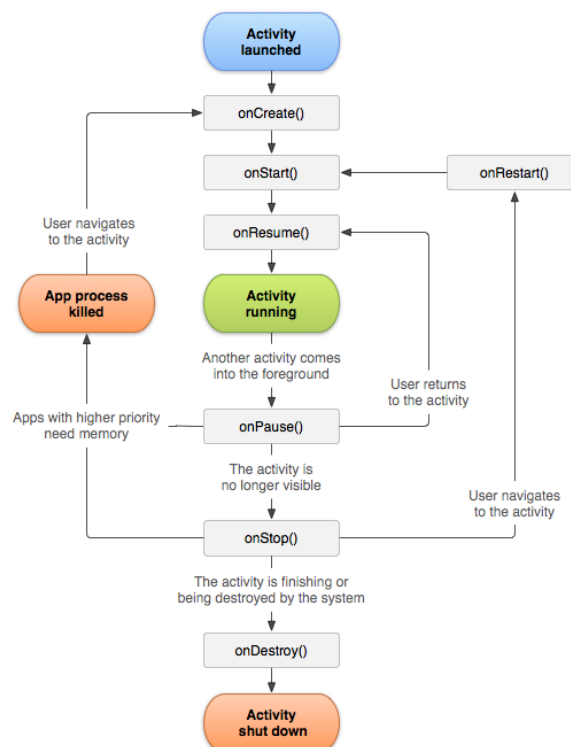 Activity
launched
onCreate()
onStart()
onRestart()
User navigates
to the activity
onResume()
App process
killed
Activity
running
Another activity comes
into the foreground
User returns
to the activity
Apps with higher priority
need memory
onPause()
The activity is
no longer visible
User navigates
to the activity
onStop()
The activity is finishing or
being destroyed by the system
onDestroy()
Activity
shut down